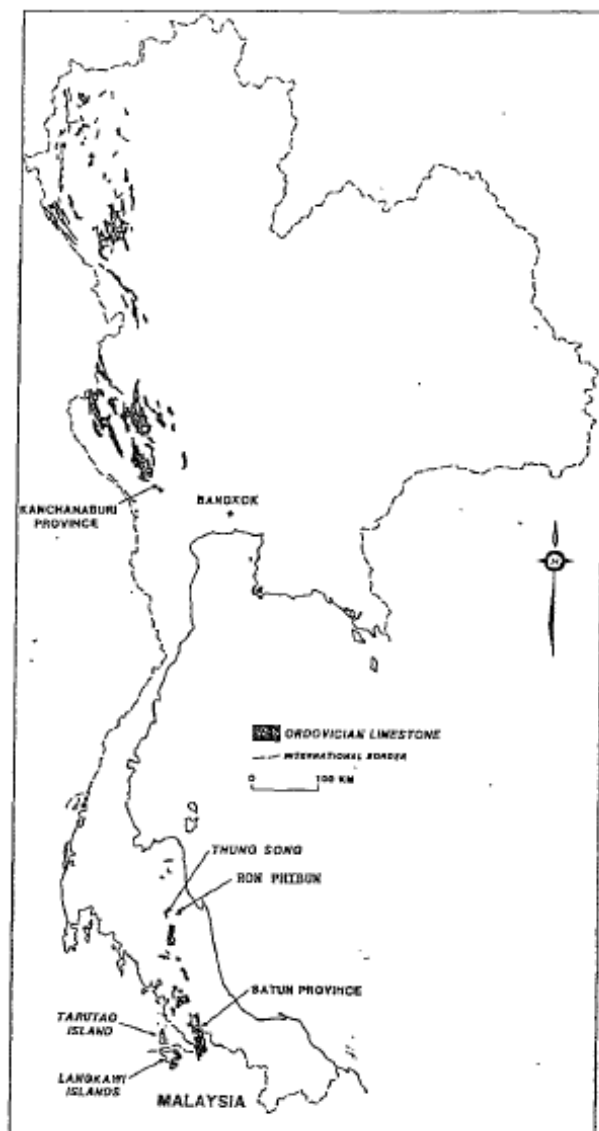 KANCHANABURI
PROVINCE
BANGKOK
N
ORDOVICIAN LIMESTONE
INTERNATIONAL BORDER
0 100 KM
THUNG SONG
RON PHIBUN
SATUN PROVINCE
TARUTAO
ISLAND
LANGKAWI
ISLANDS
MALAYSIA